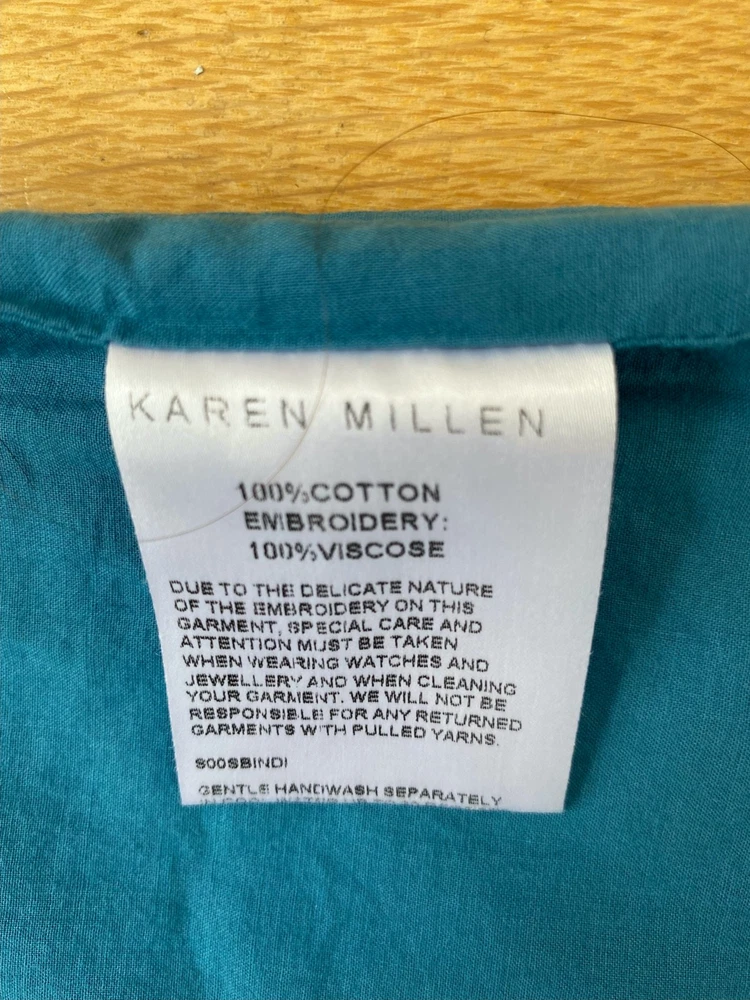 KAREN MILLEN
100%COTTON
EMBROIDERY:
100%VISCOSE
DUE TO THE DELICATE NATURE
OF THE EMBROIDERY ON THIS
GARMENT, SPECIAL CARE AND
ATTENTION MUST BE TAKEN
WHEN WEARING WATCHES AND
JEWELLERY AND WHEN CLEANING
YOUR GARMENT. WE WILL NOT BE
RESPONSIBLE FOR ANY RETURNED
GARMENTS WITH PULLED YARNS.
S00SBINDI
GENTLE HANDWASH SEPARATELY